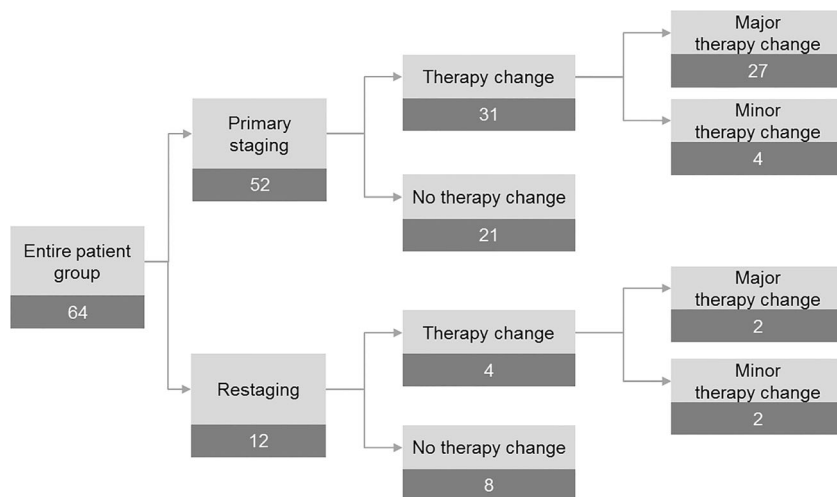 Entire patient
group
64
Primary
staging
52
Therapy change
31
Major
therapy change
27
Minor
therapy change
4
No therapy change
21
Restaging
12
Therapy change
4
Major
therapy change
2
Minor
therapy change
2
No therapy change
8